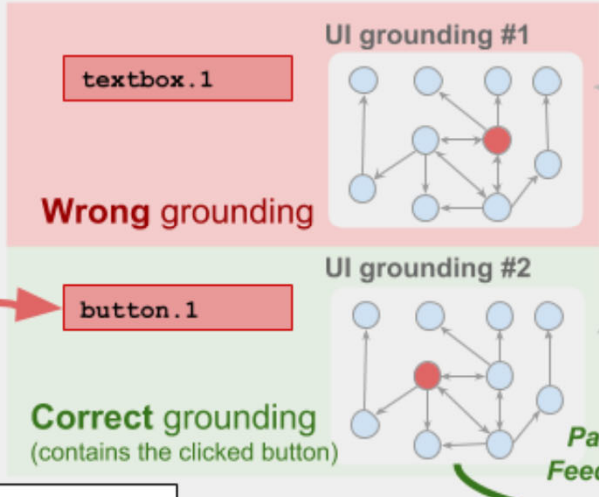 UI grounding #1
textbox.1
Wrong grounding
UI grounding #2
button.1
Correct grounding
(contains the clicked button)